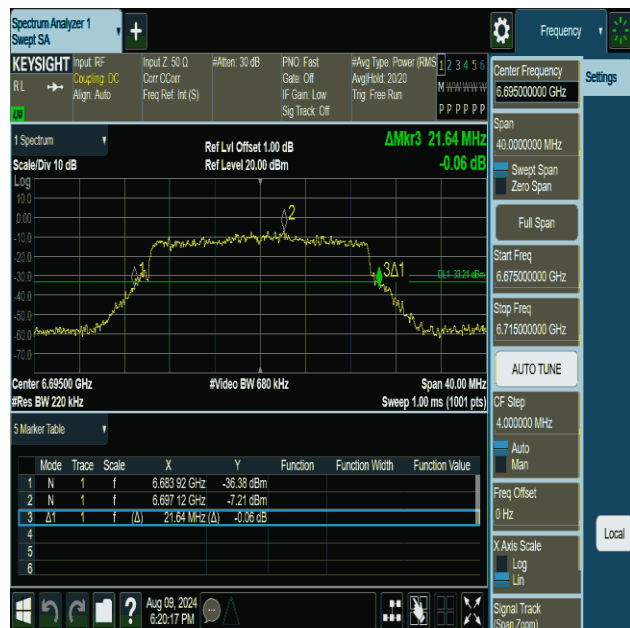 Spectrum Analyzer 1
Swept SA
+
Frequency
KEYSIGHT Input: RF Input Z: 50 Ω #Atten: 30 dB PNO: Fast #Avg Type: Power (RMS 1 2 3 4 5 6
RL Coupling: DC Corr CCorr Gate: Off Avg|Hold: 20/20 M W W W W W
Align: Auto Freq Ref: Int (S) IF Gain: Low Trig: Free Run
Sig Track: Off P P P P P P
1 Spectrum
Ref Lvl Offset 1.00 dB
ΔMkr3 21.64 MHz
Scale/Div 10 dB
Ref Level 20.00 dBm
-0.06 dB
Log
10.0
0.00
-10.0
-20.0
-30.0
-40.0
-50.0
-60.0
-70.0
1
2
3Δ1
DL1 -33.21 dBm
Center 6.69500 GHz #Video BW 680 kHz Span 40.00 MHz
#Res BW 220 kHz Sweep 1.00 ms (1001 pts)
5 Marker Table
Mode Trace Scale X Y Function Function Width Function Value
1 N 1 f 6.683 92 GHz -36.38 dBm
2 N 1 f 6.697 12 GHz -7.21 dBm
3 Δ1 1 f (Δ) 21.64 MHz (Δ) -0.06 dB
4
5
6
Aug 09, 2024
6:20:17 PM
?
Center Frequency
6.695000000 GHz
Settings
Span
40.0000000 MHz
Swept Span
Zero Span
Full Span
Start Freq
6.675000000 GHz
Stop Freq
6.715000000 GHz
AUTO TUNE
CF Step
4.000000 MHz
Auto
Man
Freq Offset
0 Hz
X Axis Scale
Log
Lin
Local
Signal Track
(Span Zoom)